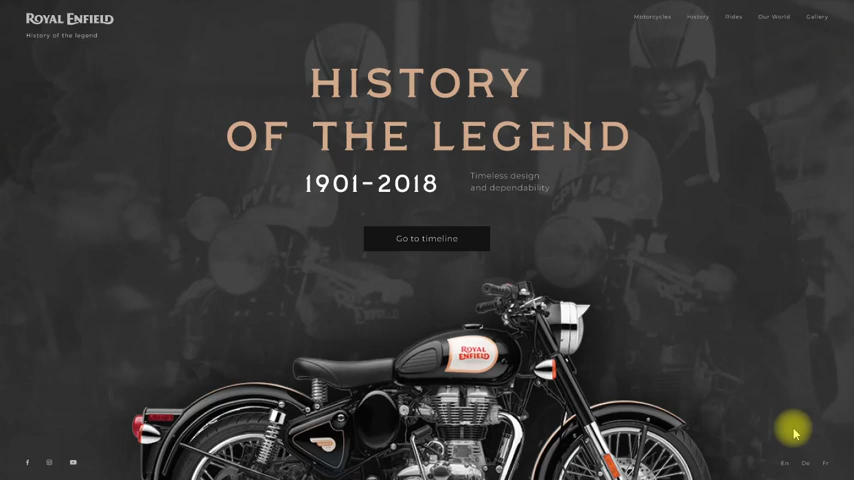 ROYAL ENFIELD
History of the legend
Motorcycles History Rides Our World Gallery
HISTORY
OF THE LEGEND
1901-2018
Timeless design
and dependability
Go to timeline
ROYAL
ENFIELD
En De Fr